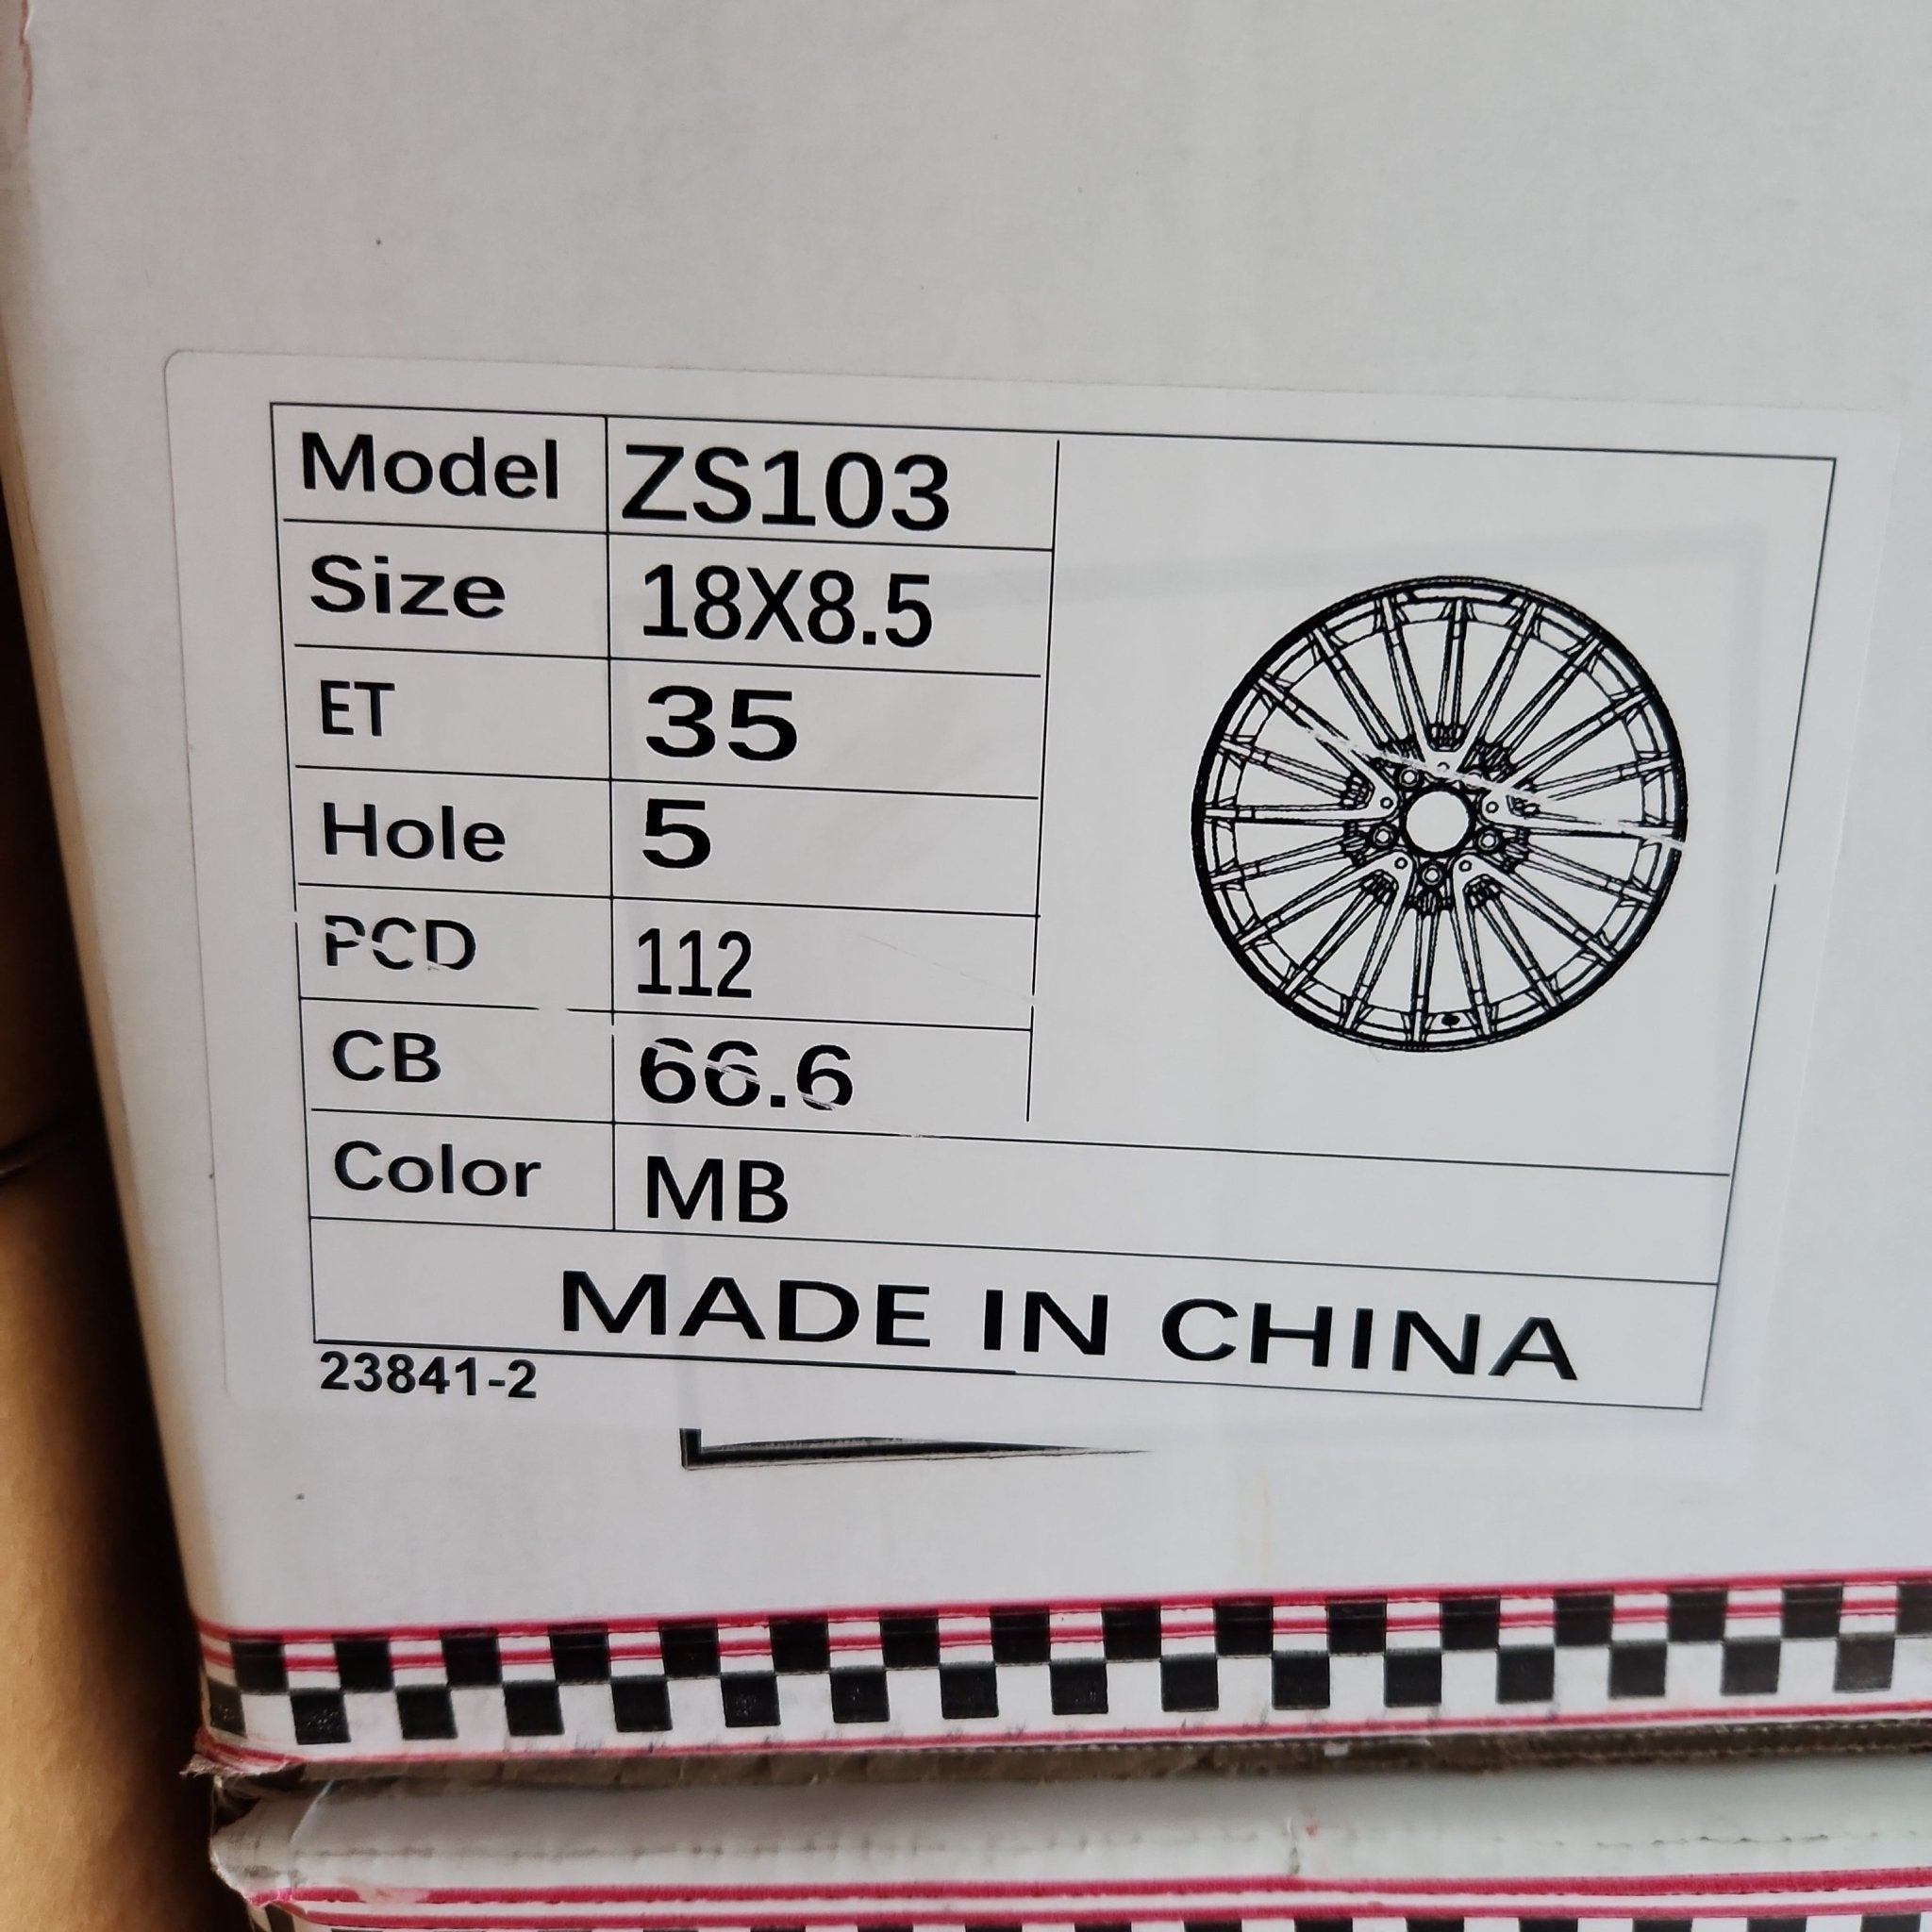 Model ZS103
Size 18X8.5
ET 35
Hole 5
PCD 112
CB 66.6
Color MB
MADE IN CHINA
23841-2